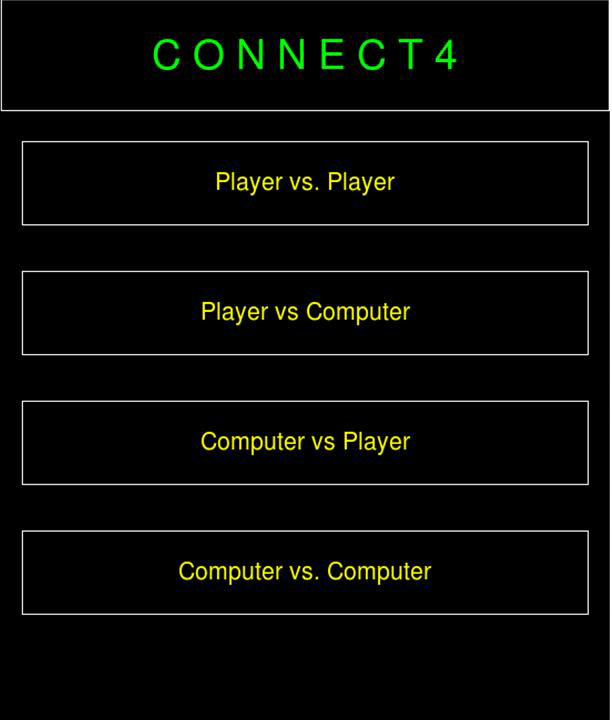 C O N N E C T 4
Player vs. Player
Player vs Computer
Computer vs Player
Computer vs. Computer